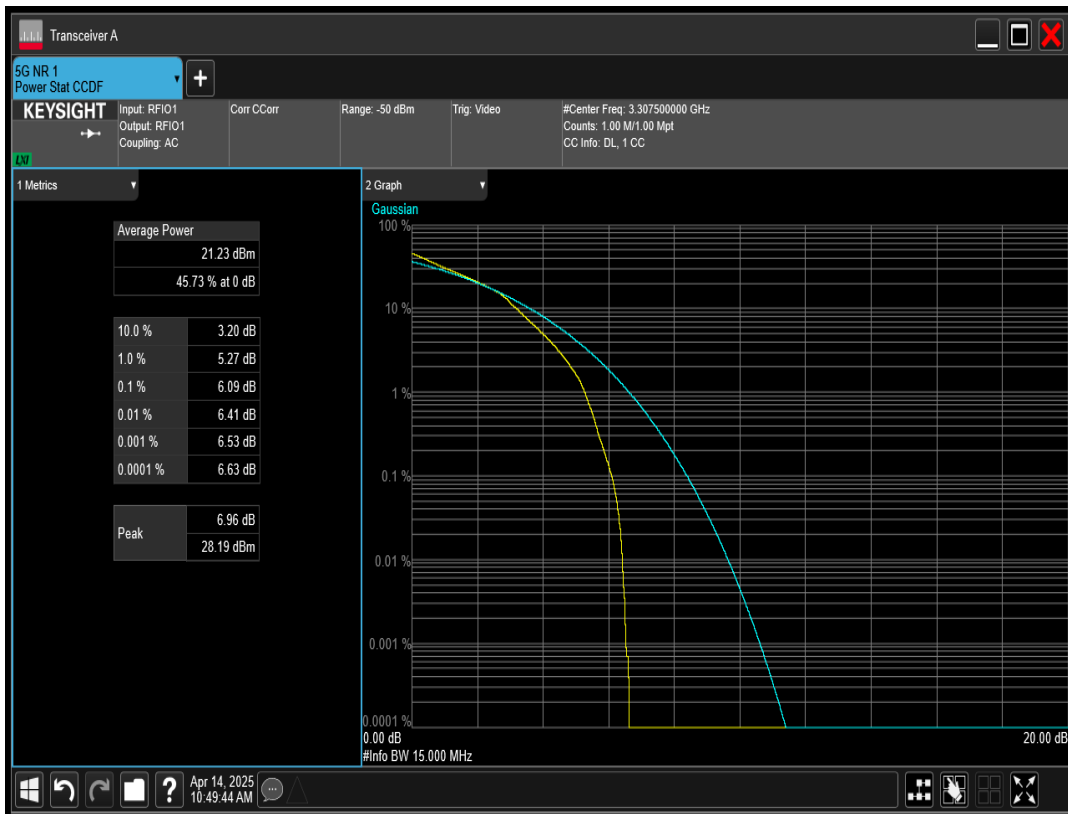 Transceiver A
5G NR 1
Power Stat CCDF
+
KEYSIGHT
LXI
Input: RFIO1
Output: RFIO1
Coupling: AC
Corr CCorr
Range: -50 dBm
Trig: Video
#Center Freq: 3.307500000 GHz
Counts: 1.00 M/1.00 Mpt
CC Info: DL, 1 CC
1 Metrics
Average Power
21.23 dBm
45.73 % at 0 dB
10.0 % 3.20 dB
1.0 % 5.27 dB
0.1 % 6.09 dB
0.01 % 6.41 dB
0.001 % 6.53 dB
0.0001 % 6.63 dB
Peak
6.96 dB
28.19 dBm
2 Graph
Gaussian
100 %
10 %
1 %
0.1 %
0.01 %
0.001 %
0.0001 %
0.00 dB 20.00 dB
#Info BW 15.000 MHz
?
Apr 14, 2025
10:49:44 AM